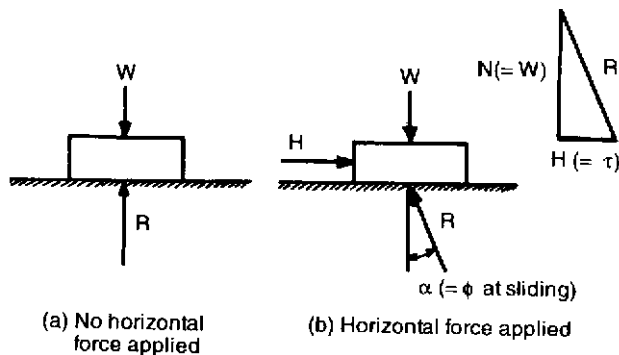 W
R
(a) No horizontal
force applied
W
H
R
α (= ϕ at sliding)
(b) Horizontal force applied
N(= W)
R
H (= τ)